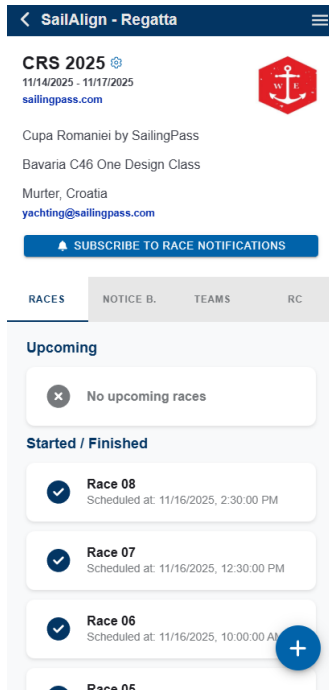 SailAlign - Regatta
CRS 2025
11/14/2025 - 11/17/2025
sailingpass.com
W E
Cupa Romaniei by SailingPass
Bavaria C46 One Design Class
Murter, Croatia
yachting@sailingpass.com
SUBSCRIBE TO RACE NOTIFICATIONS
RACES NOTICE B. TEAMS RC
Upcoming
No upcoming races
Started / Finished
Race 08
Scheduled at: 11/16/2025, 2:30:00 PM
Race 07
Scheduled at: 11/16/2025, 12:30:00 PM
Race 06
Scheduled at: 11/16/2025, 10:00:00
Race 05